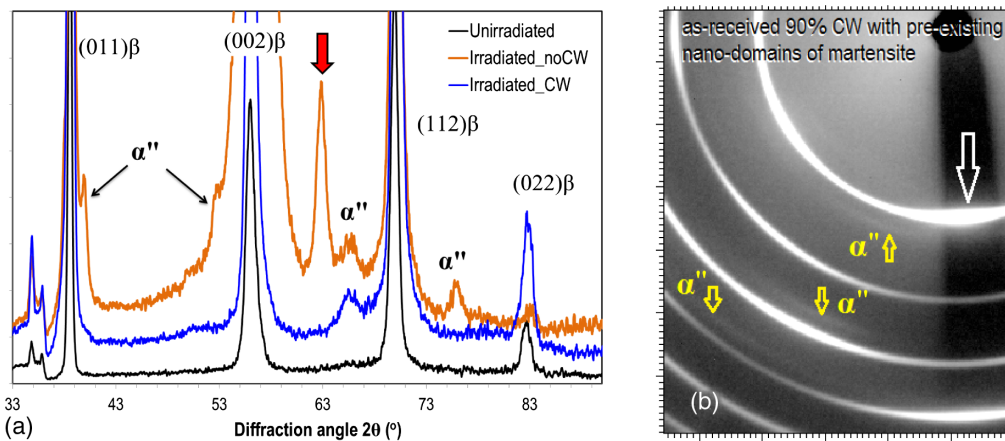 (011)β
(002)β
Unirradiated
Irradiated_noCW
Irradiated_CW
α"
(112)β
(022)β
α"
α"
33 43 53 63 73 83
Diffraction angle 2θ (º)
(a)
as-received 90% CW with pre-existing
nano-domains of martensite
α"
α"
α"
(b)